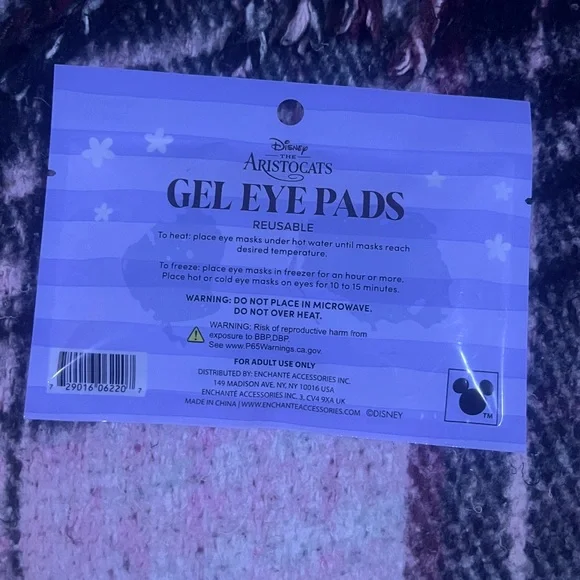 Disney
THE
ARISTOCATS
GEL EYE PADS
REUSABLE
To heat: place eye masks under hot water until masks reach
desired temperature.
To freeze: place eye masks in freezer for an hour or more.
Place hot or cold eye masks on eyes for 10 to 15 minutes.
WARNING: DO NOT PLACE IN MICROWAVE.
DO NOT OVER HEAT.
WARNING: Risk of reproductive harm from
exposure to BBP,DBP.
See www.P65Warnings.ca.gov.
FOR ADULT USE ONLY
DISTRIBUTED BY: ENCHANTÉ ACCESSORIES INC.
149 MADISON AVE, NY, NY 10016 USA
ENCHANTÉ ACCESSORIES INC. 3, CV4 9XA UK
MADE IN CHINA | WWW.ENCHANTEACCESSORIES.COM ©DISNEY
7 29016 06220 7
TM